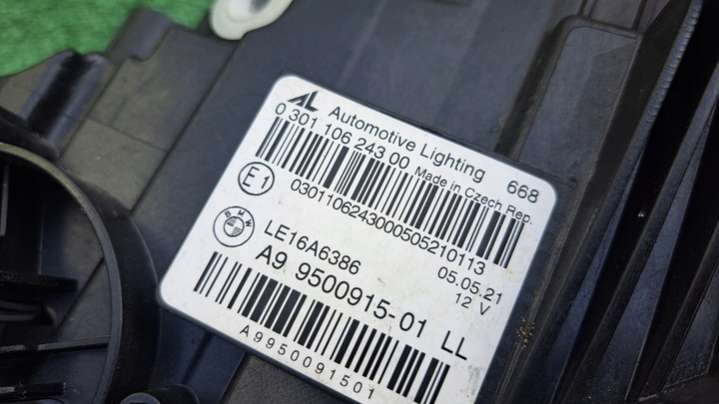 AL Automotive Lighting 668
0 301 106 243 00 Made in Czech Rep.
E1
0301106243000505210113
BMW
LE16A6386 05.05.21
A9 9500915-01 LL 12 V
A9950091501